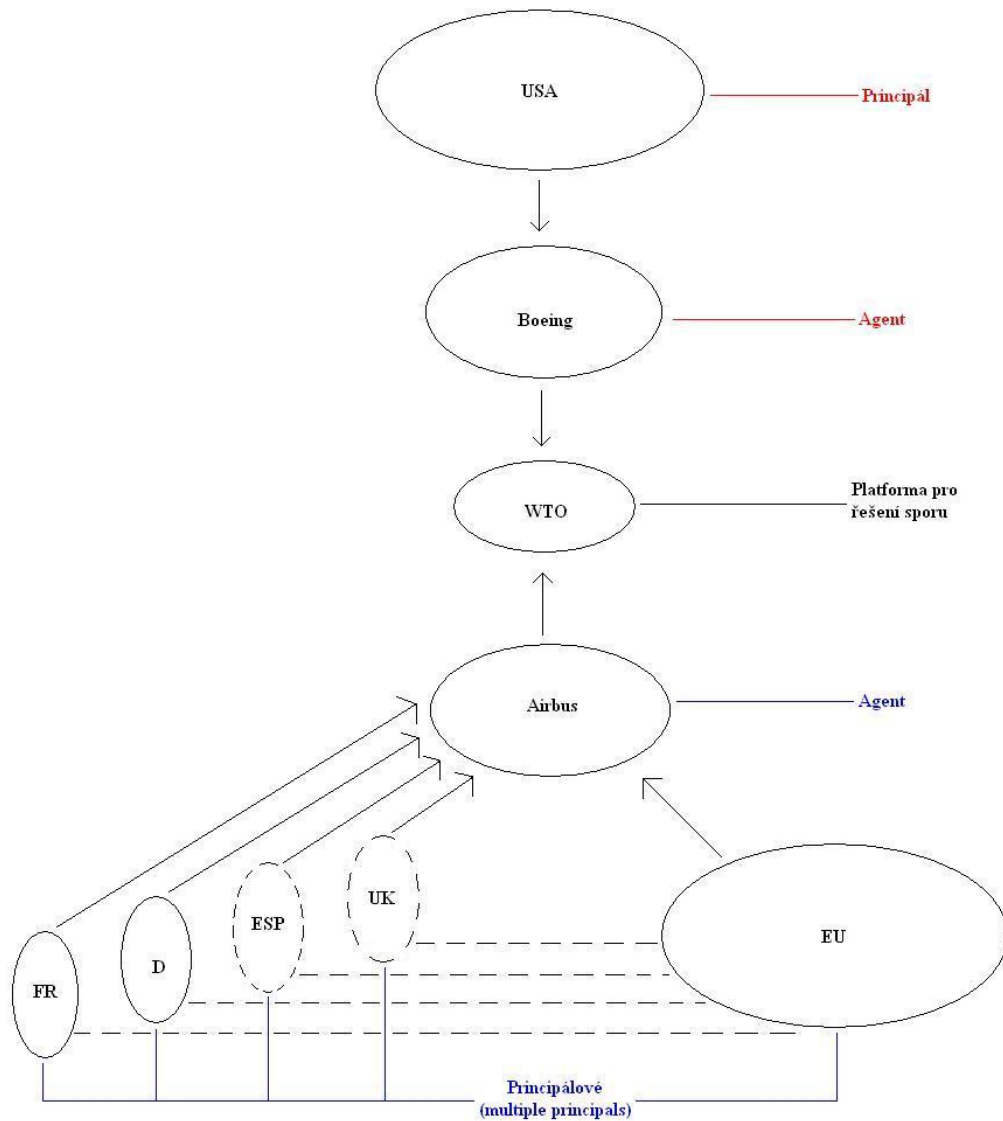 USA
Principál
Boeing
Agent
WTO
Platforma pro
řešení sporu
Airbus
Agent
UK
ESP
EU
D
FR
Principálové
(multiple principals)